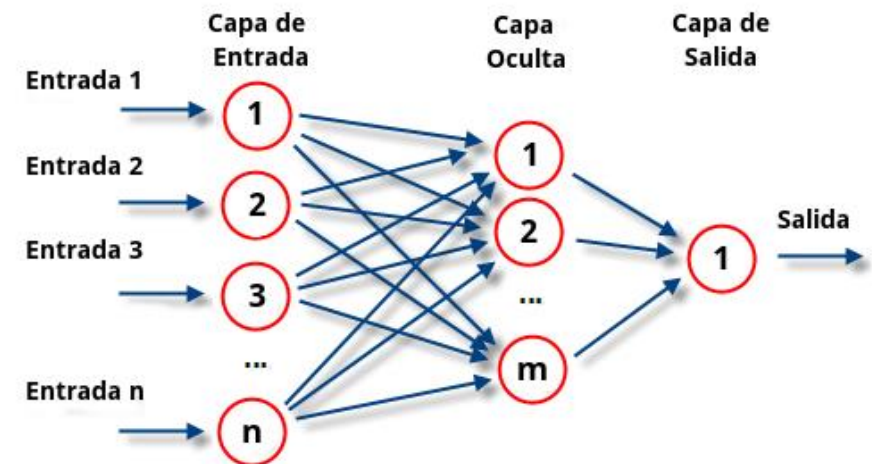 Capa de
Entrada
Capa
Oculta
Capa de
Salida
Entrada 1
1
Entrada 2
2
Entrada 3
3
...
Entrada n
n
1
2
...
m
1
Salida